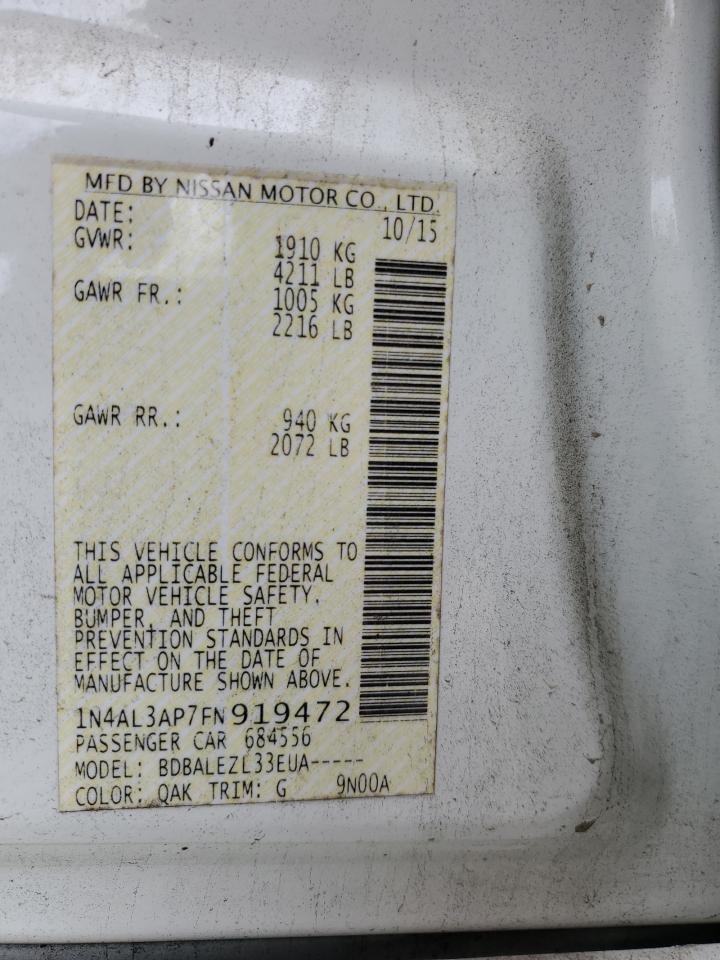 MFD BY NISSAN MOTOR CO., LTD.
DATE: 10/15
GVWR: 1910 KG
4211 LB
GAWR FR.: 1005 KG
2216 LB
GAWR RR.: 940 KG
2072 LB
THIS VEHICLE CONFORMS TO
ALL APPLICABLE FEDERAL
MOTOR VEHICLE SAFETY,
BUMPER, AND THEFT
PREVENTION STANDARDS IN
EFFECT ON THE DATE OF
MANUFACTURE SHOWN ABOVE.
1N4AL3AP7FN919472
PASSENGER CAR 684556
MODEL: BDBALEZL33EUA-----
COLOR: QAK TRIM: G 9N00A